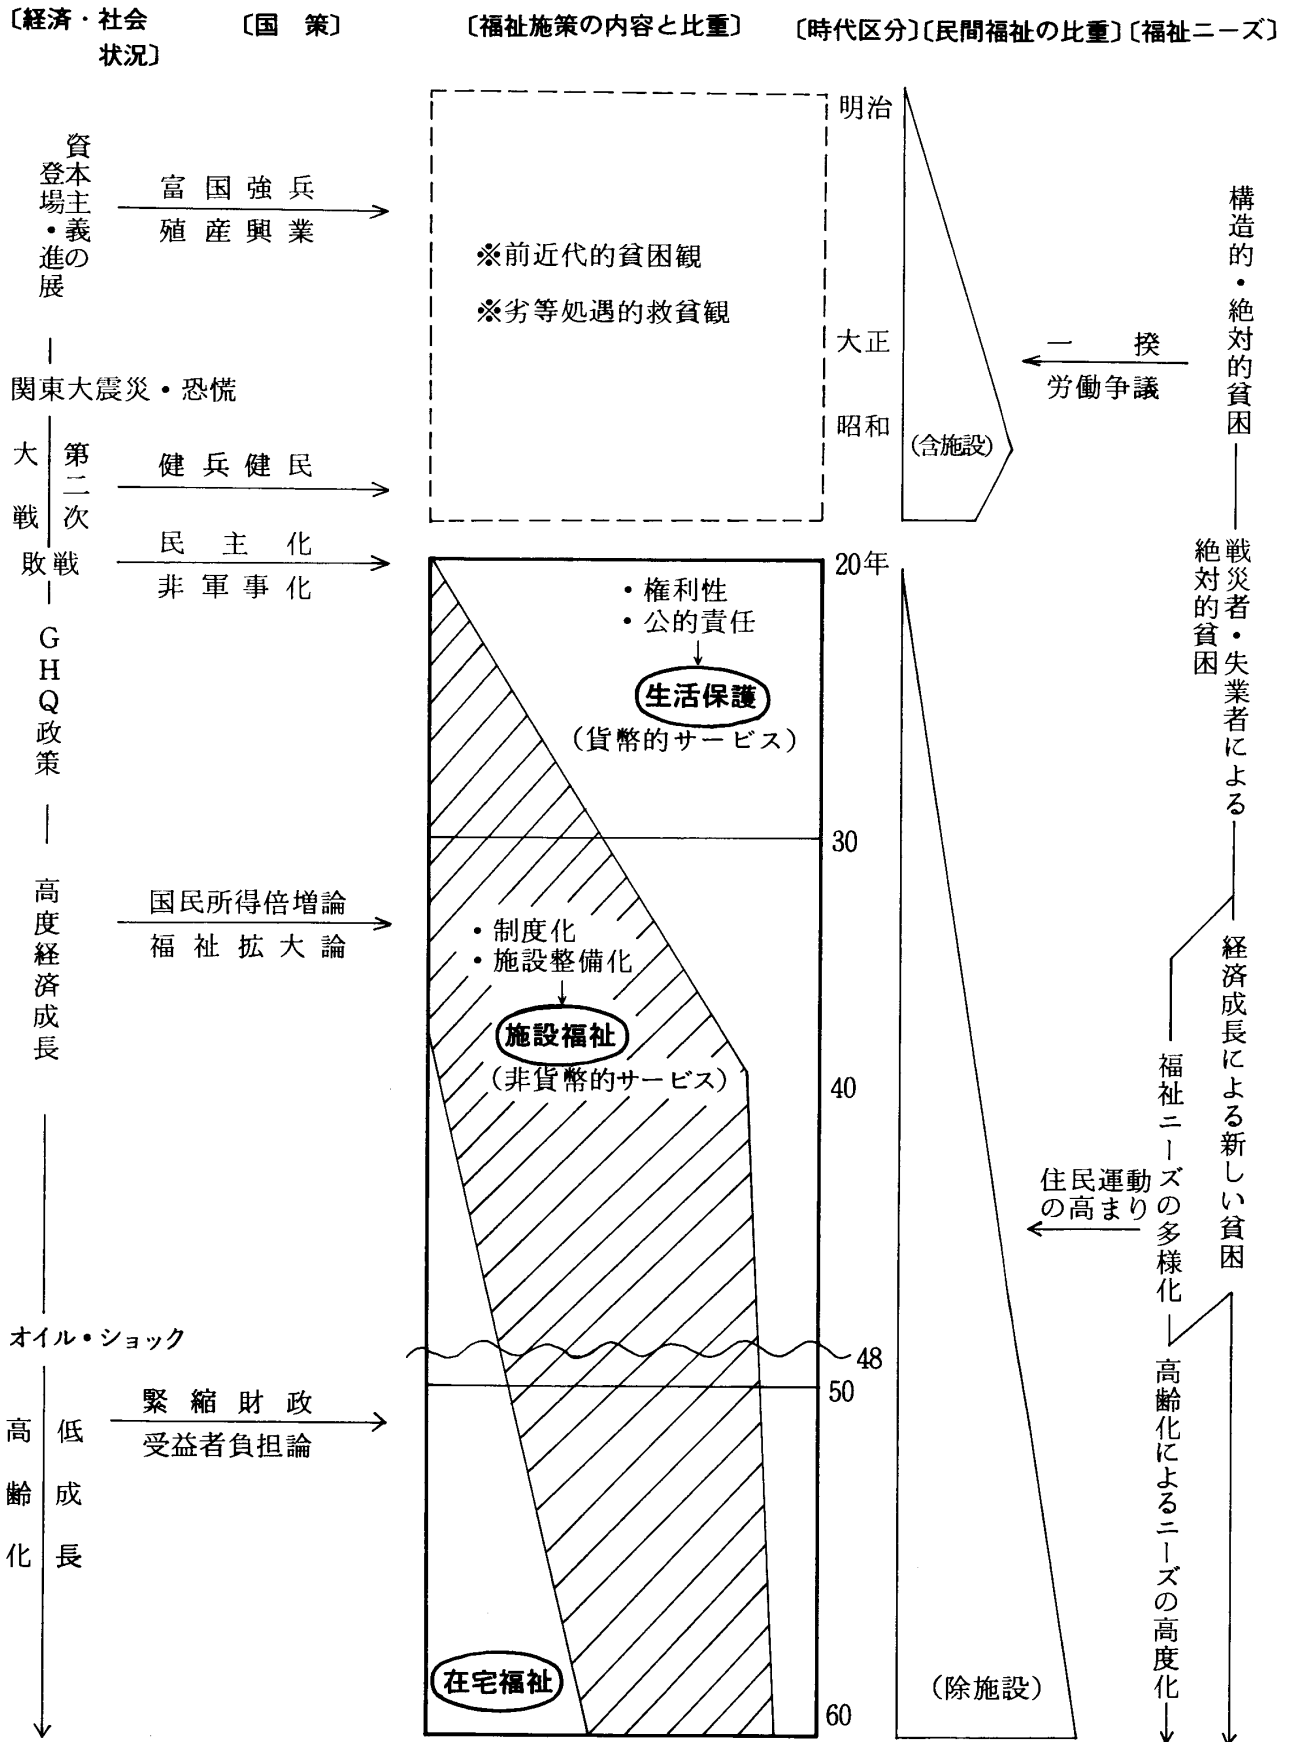 〔経済・社会
状況〕
〔国　策〕
〔福祉施策の内容と比重〕
〔時代区分〕
〔民間福祉の比重〕
〔福祉ニーズ〕
資本主義の
登場・進展
関東大震災・恐慌
第二次
大戦
敗戦
GHQ政策
高度経済成長
オイル・ショック
低成長
高齢化
富国強兵
殖産興業
健兵健民
民主化
非軍事化
国民所得倍増論
福祉拡大論
緊縮財政
受益者負担論
※前近代的貧困観
※劣等処遇的救貧観
・権利性
・公的責任
生活保護
(貨幣的サービス)
・制度化
・施設整備化
施設福祉
(非貨幣的サービス)
在宅福祉
明治
大正
昭和
20年
30
40
48
50
60
(含施設)
(除施設)
一揆
労働争議
住民運動
の高まり
構造的・絶対的貧困
戦災者・失業者による
絶対的貧困
経済成長による新しい貧困
福祉ニーズの多様化
高齢化によるニーズの高度化